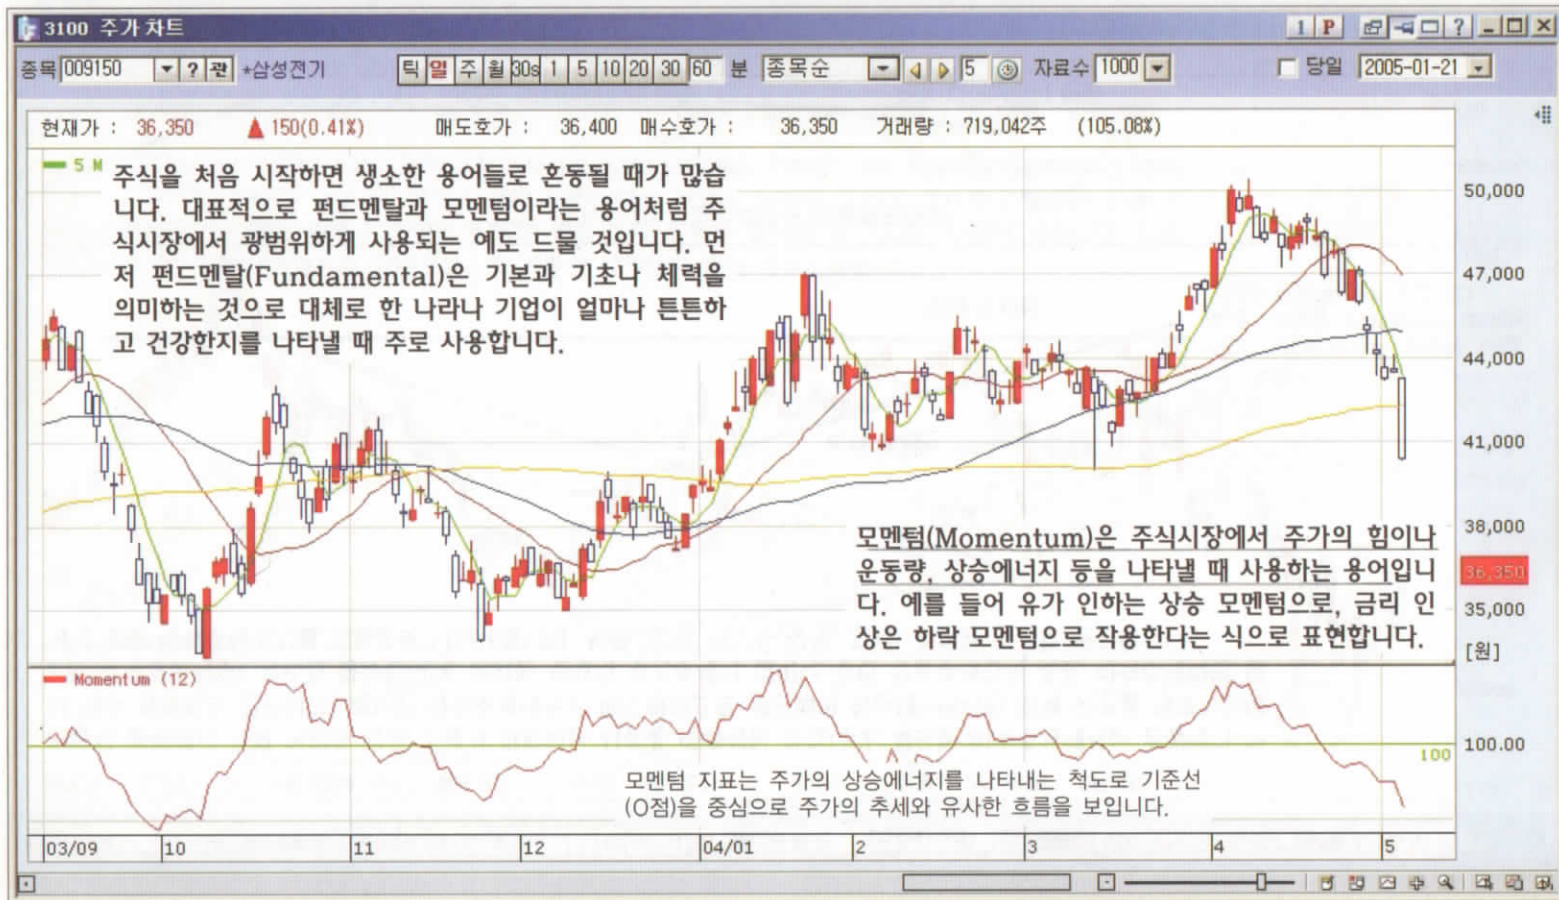 3100 주가 차트
1 P ?
종목 009150 ? 관 *삼성전기 틱 일 주 월 30s 1 5 10 20 30 60 분 종목순 5 자료수 1000 당일 2005-01-21
현재가 : 36,350 ▲ 150(0.41%) 매도호가 : 36,400 매수호가 : 36,350 거래량 : 719,042주 (105.08%)
5 M
주식을 처음 시작하면 생소한 용어들로 혼동될 때가 많습
니다. 대표적으로 펀드멘탈과 모멘텀이라는 용어처럼 주
식시장에서 광범위하게 사용되는 예도 드물 것입니다. 먼
저 펀드멘탈(Fundamental)은 기본과 기초나 체력을
의미하는 것으로 대체로 한 나라나 기업이 얼마나 튼튼하
고 건강한지를 나타낼 때 주로 사용합니다.
50,000
47,000
44,000
41,000
38,000
36,350
35,000
[원]
모멘텀(Momentum)은 주식시장에서 주가의 힘이나
운동량, 상승에너지 등을 나타낼 때 사용하는 용어입니
다. 예를 들어 유가 인하는 상승 모멘텀으로, 금리 인
상은 하락 모멘텀으로 작용한다는 식으로 표현합니다.
Momentum (12)
100.00
100
모멘텀 지표는 주가의 상승에너지를 나타내는 척도로 기준선
(0점)을 중심으로 주가의 추세와 유사한 흐름을 보입니다.
03/09 10 11 12 04/01 2 3 4 5